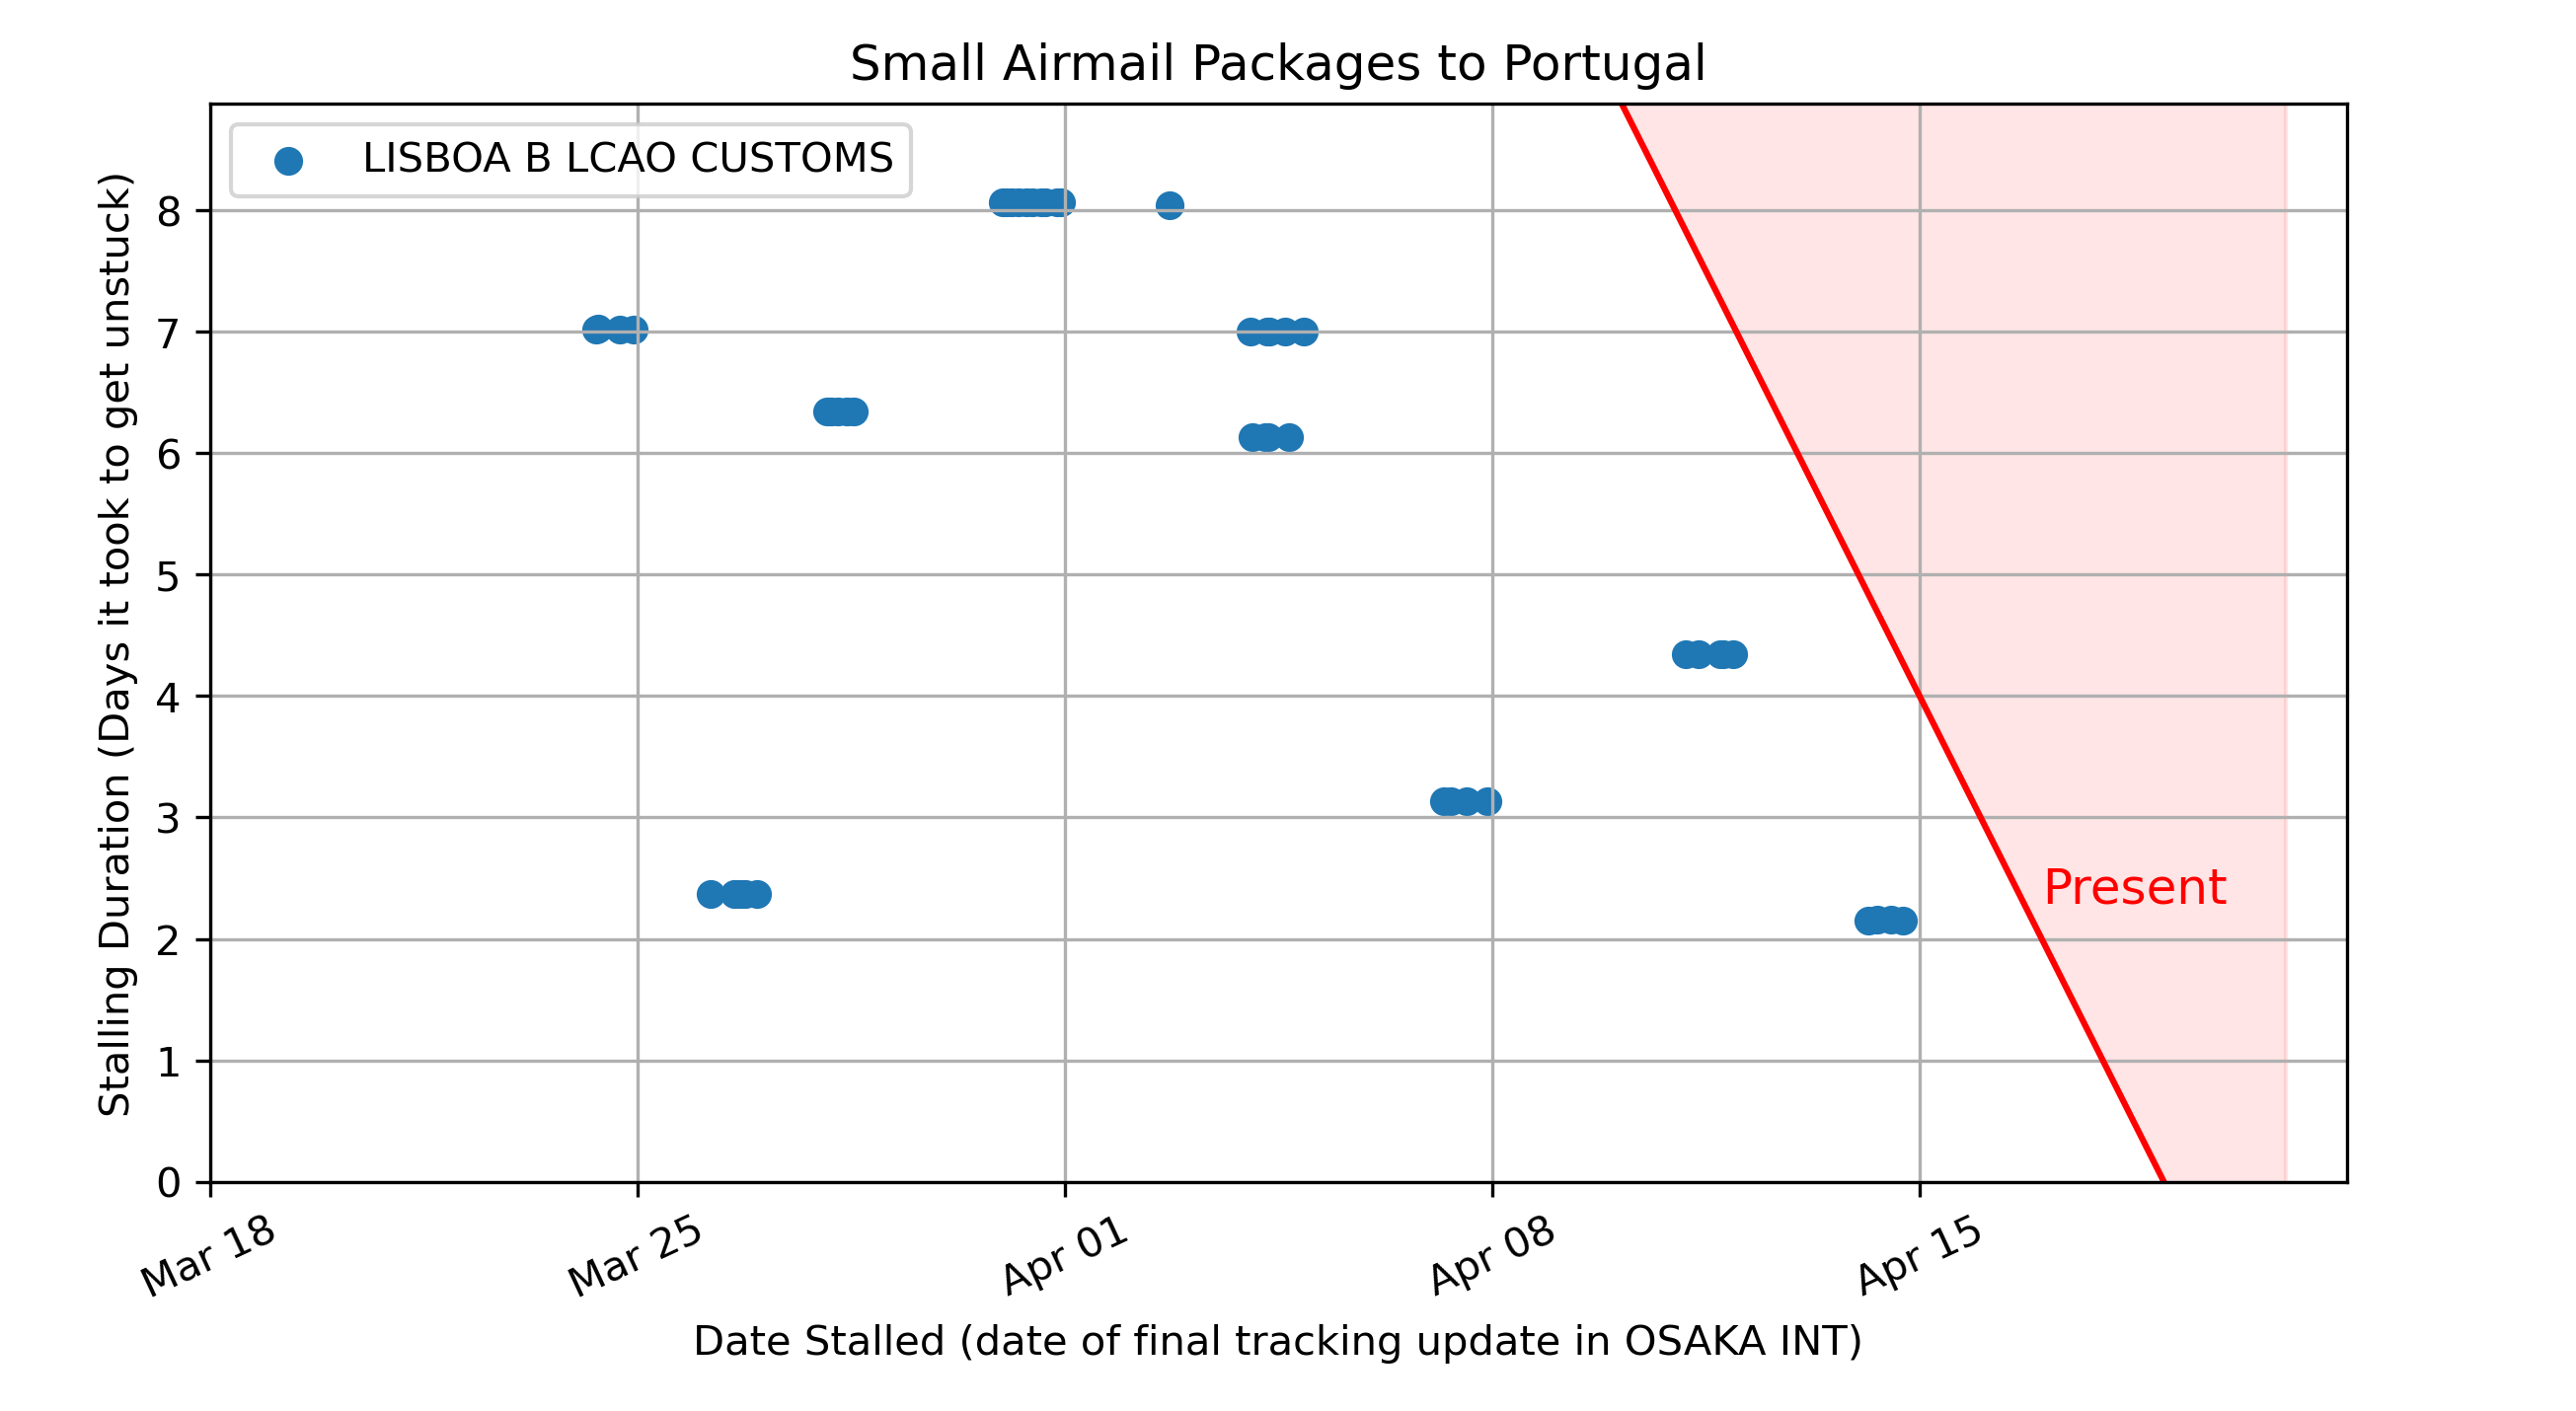 Small Airmail Packages to Portugal
LISBOA B LCAO CUSTOMS
Stalling Duration (Days it took to get unstuck)
8
7
6
5
4
3
2
1
0
Present
Mar 18
Mar 25
Apr 01
Apr 08
Apr 15
Date Stalled (date of final tracking update in OSAKA INT)